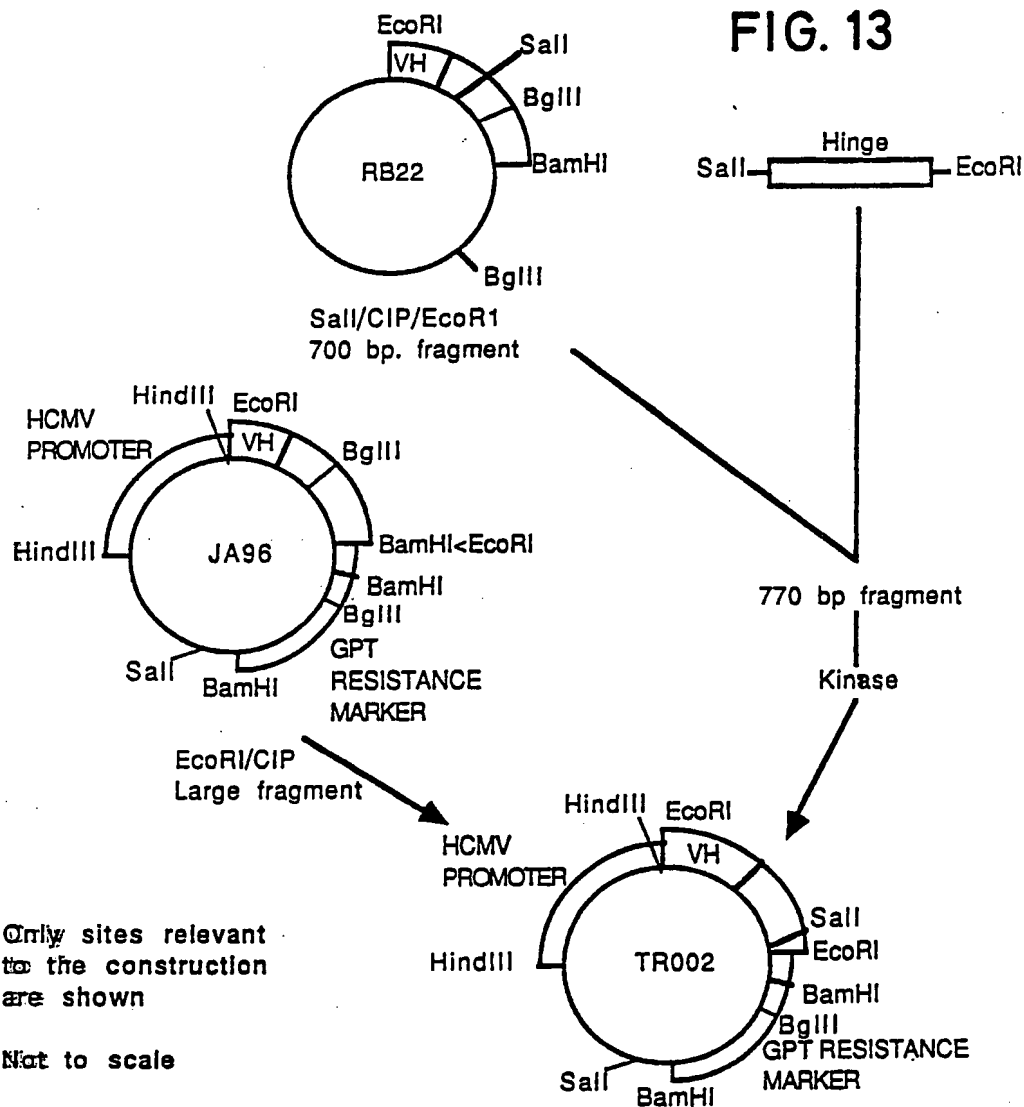 FIG. 13
EcoRI
SalI
VH
BglII
RB22
BamHI
BglII
SalI/CIP/EcoR1
700 bp. fragment
Hinge
SalI
EcoRI
HindIII
EcoRI
HCMV
PROMOTER
VH
BglII
HindIII
JA96
BamHI<EcoRI
BamHI
BglII
SalI
BamHI
GPT
RESISTANCE
MARKER
770 bp fragment
Kinase
EcoRI/CIP
Large fragment
HindIII
EcoRI
HCMV
PROMOTER
VH
SalI
EcoRI
HindIII
TR002
BamHI
BglII
GPT RESISTANCE
MARKER
SalI
BamHI
Only sites relevant
to the construction
are shown
Not to scale